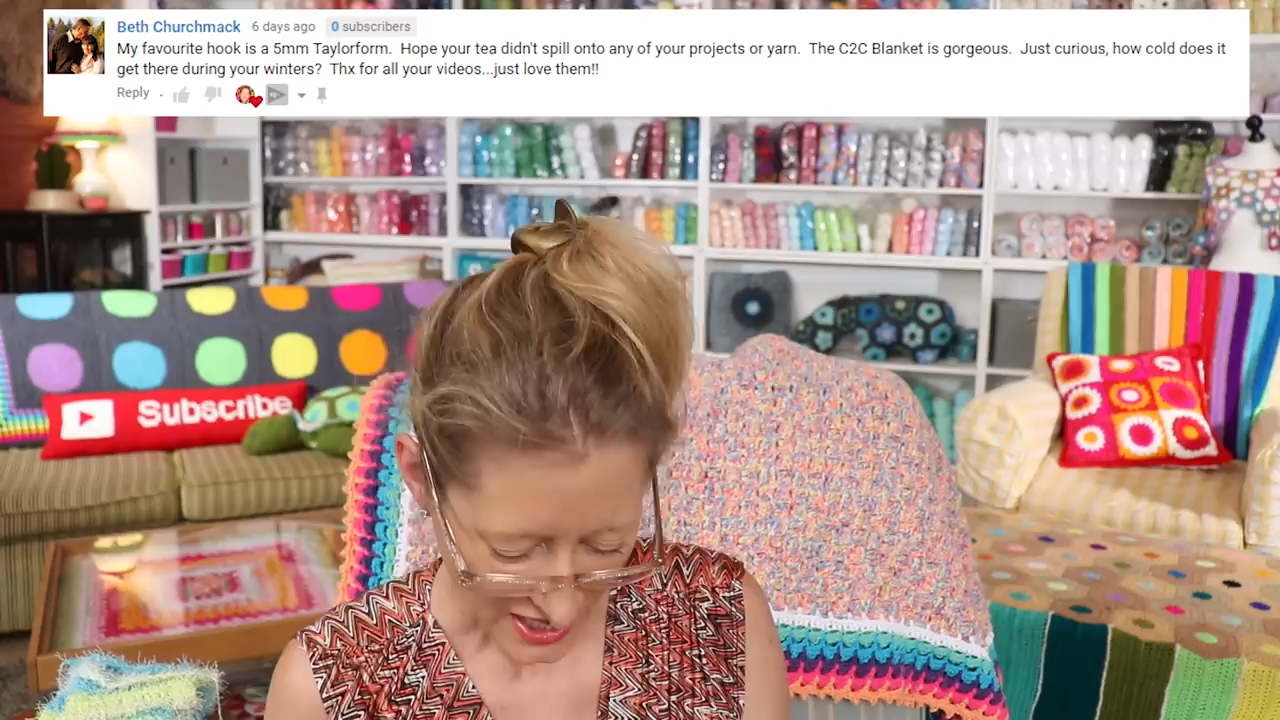 Beth Churchmack 6 days ago 0 subscribers
My favourite hook is a 5mm Taylorform. Hope your tea didn't spill onto any of your projects or yarn. The C2C Blanket is gorgeous. Just curious, how cold does it
get there during your winters? Thx for all your videos...just love them!!
Reply
Subscribe